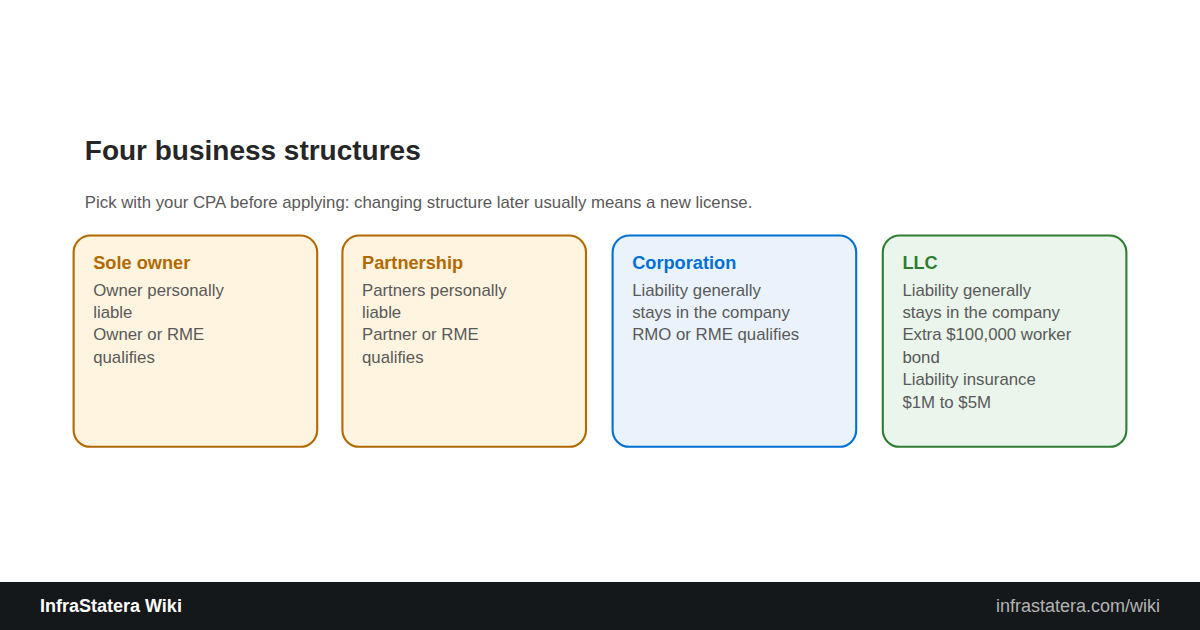 Four business structures
Pick with your CPA before applying: changing structure later usually means a new license.
Sole owner
Owner personally
liable
Owner or RME
qualifies
Partnership
Partners personally
liable
Partner or RME
qualifies
Corporation
Liability generally
stays in the company
RMO or RME qualifies
LLC
Liability generally
stays in the company
Extra $100,000 worker
bond
Liability insurance
$1M to $5M
InfraStatera Wiki
infrastatera.com/wiki